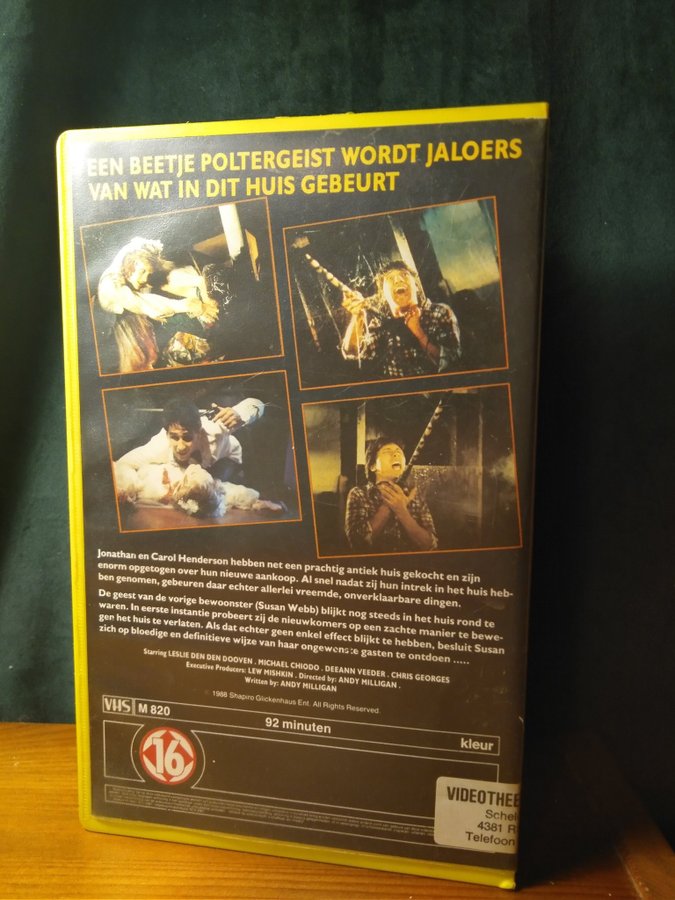 EEN BEETJE POLTERGEIST WORDT JALOERS
VAN WAT IN DIT HUIS GEBEURT
Jonathan en Carol Henderson hebben net een prachtig antiek huis gekocht en zijn
enorm opgetogen over hun nieuwe aankoop. Al snel nadat zij hun intrek in het huis heb-
ben genomen, gebeuren daar echter allerlei vreemde, onverklaarbare dingen.
De geest van de vorige bewoonster (Susan Webb) blijkt nog steeds in het huis rond te
waren. In eerste instantie probeert zij de nieuwkomers op een zachte manier te bewe-
gen het huis te verlaten. Als dat echter geen enkel effect blijkt te hebben, besluit Susan
zich op bloedige en definitieve wijze van haar ongewenste gasten te ontdoen .....
Starring LESLIE DEN DEN DOOVEN . MICHAEL CHIODO . DEEANN VEEDER . CHRIS GEORGES
Executive Producers: LEW MISHKIN . Directed by: ANDY MILLIGAN .
Written by: ANDY MILLIGAN
© 1988 Shapiro Glickenhaus Ent. All Rights Reserved.
VHS M 820
92 minuten
kleur
16
VIDEOTHEE
Schel
4381 R
Telefoon